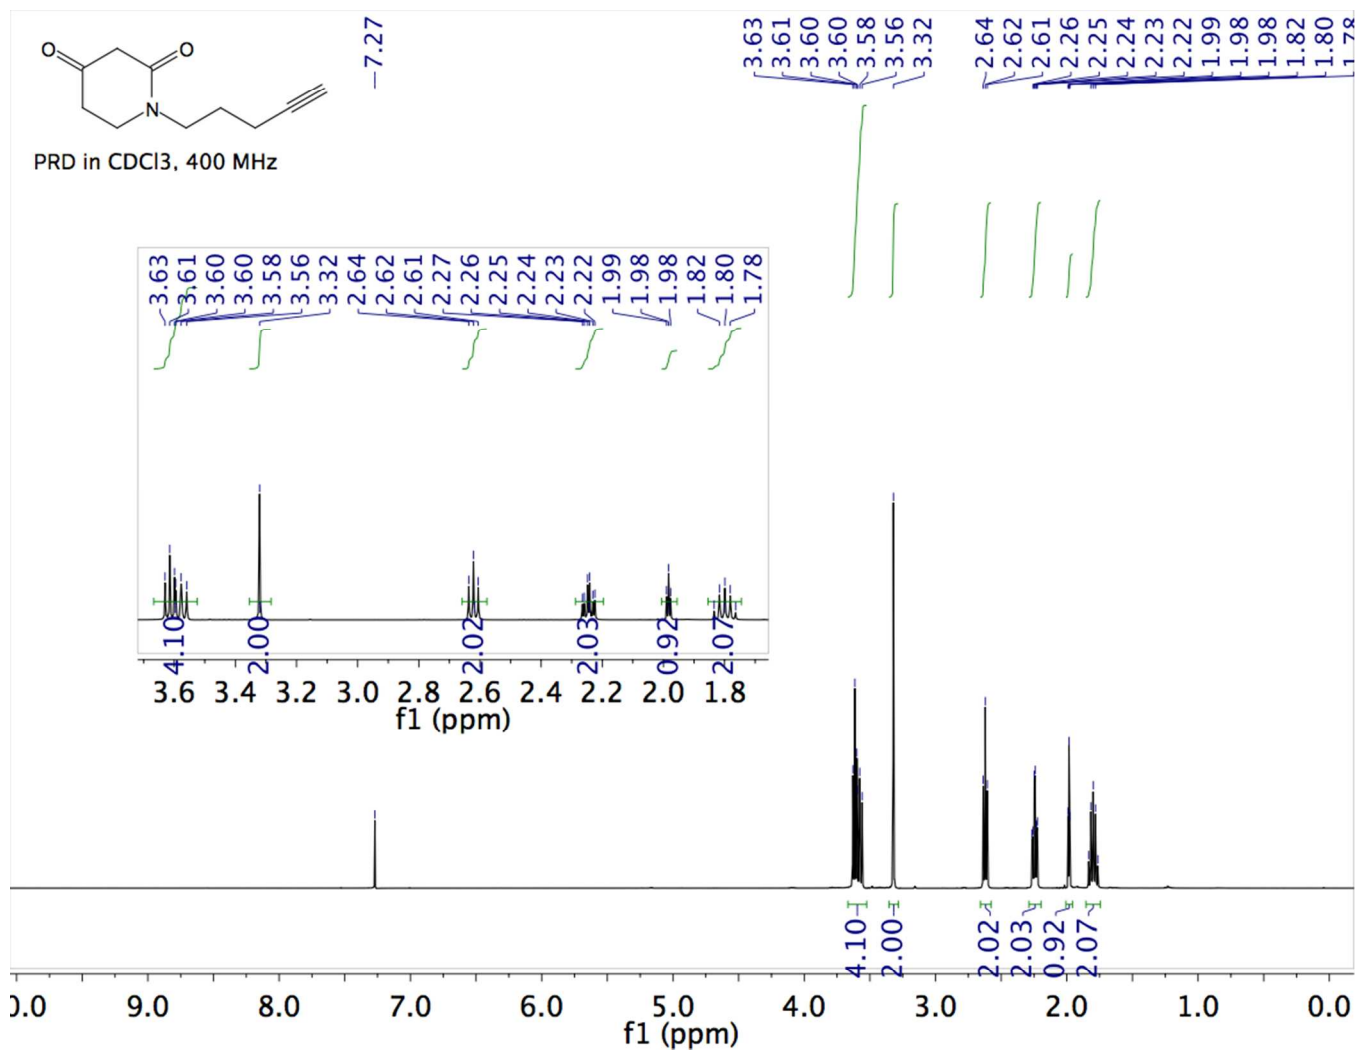 O O
N
PRD in CDCl3, 400 MHz
7.27
3.63 3.61 3.60 3.60 3.58 3.56 3.32 2.64 2.62 2.61 2.26 2.25 2.24 2.23 2.22 1.99 1.98 1.98 1.82 1.80 1.78
3.63 3.61 3.60 3.60 3.58 3.56 3.32 2.64 2.62 2.61 2.27 2.26 2.25 2.24 2.23 2.22 1.99 1.98 1.98 1.82 1.80 1.78
4.10 2.00 2.02 2.03 0.92 2.07
3.6 3.4 3.2 3.0 2.8 2.6 2.4 2.2 2.0 1.8
f1 (ppm)
4.10 2.00 2.02 2.03 0.92 2.07
0.0 9.0 8.0 7.0 6.0 5.0 4.0 3.0 2.0 1.0 0.0
f1 (ppm)